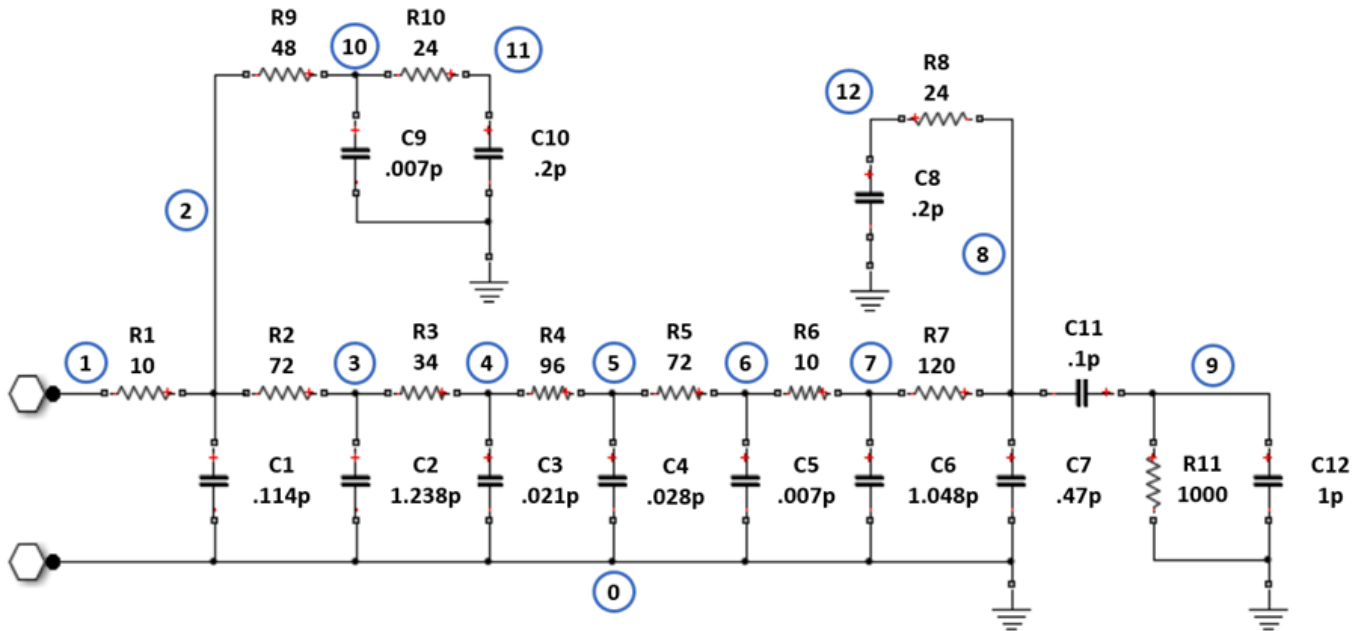 R9
48
10
R10
24
11
C9
.007p
C10
.2p
2
12
R8
24
C8
.2p
8
1
R1
10
R2
72
3
R3
34
4
R4
96
5
R5
72
6
R6
10
7
R7
120
C11
.1p
9
C1
.114p
C2
1.238p
C3
.021p
C4
.028p
C5
.007p
C6
1.048p
C7
.47p
R11
1000
C12
1p
0